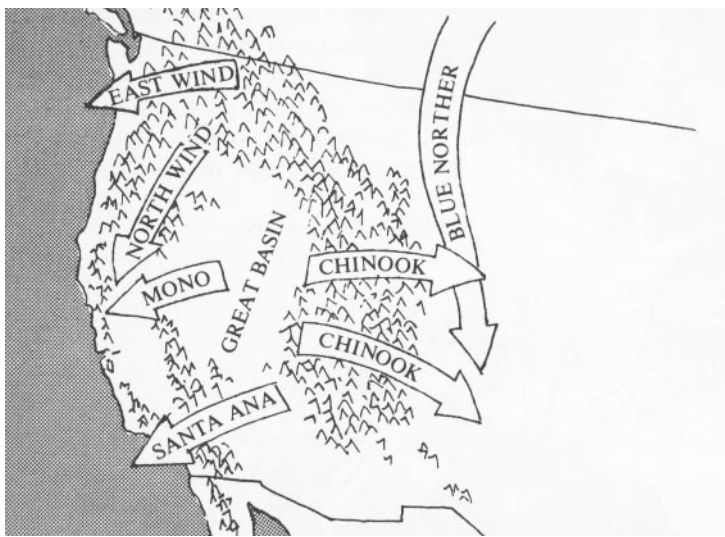 EAST WIND
BLUE NORTHER
NORTH WIND
GREAT BASIN
CHINOOK
MONO
CHINOOK
SANTA ANA